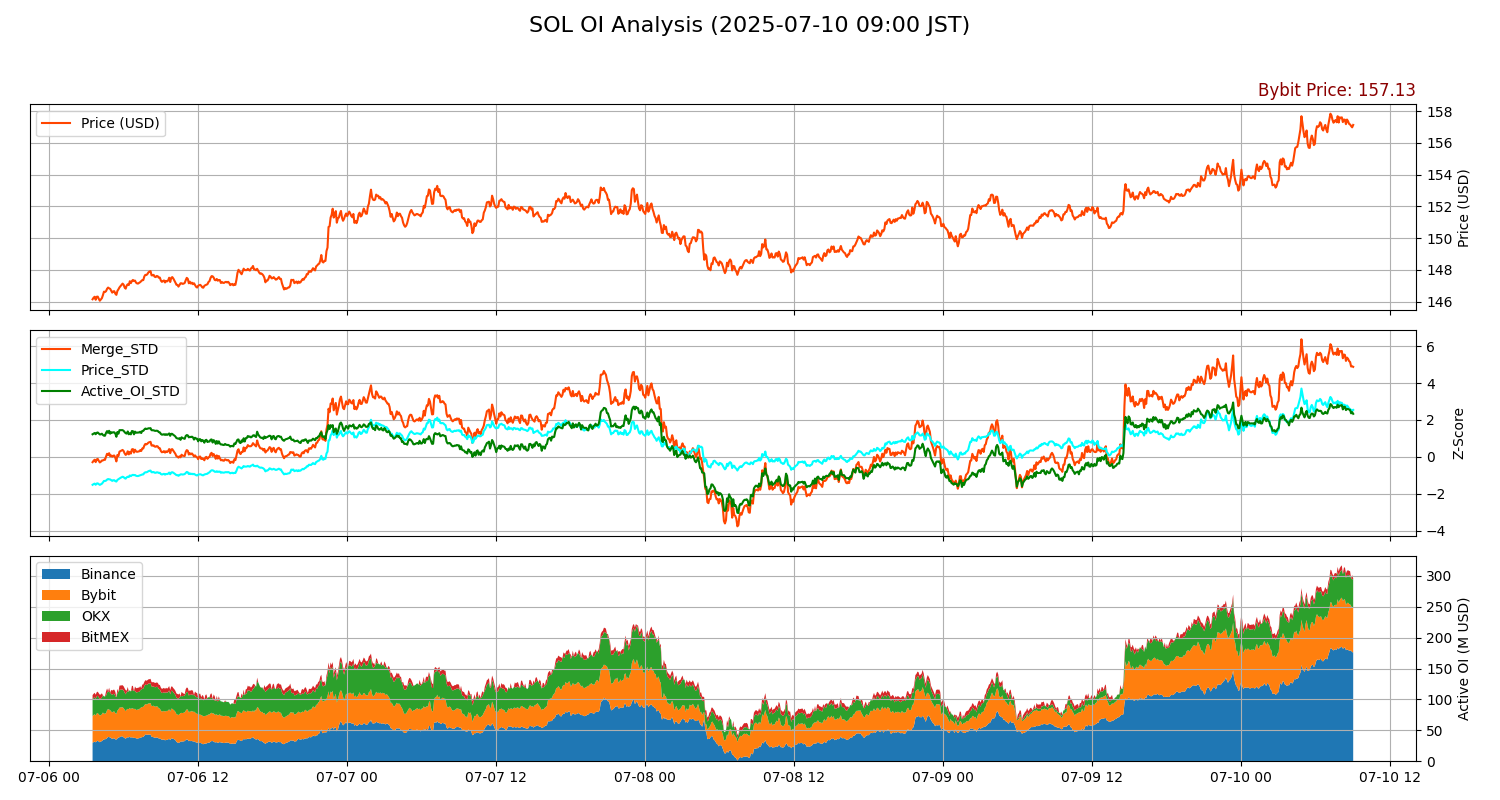 SOL OI Analysis (2025-07-10 09:00 JST)
Bybit Price: 157.13
Price (USD)
158
156
154
152
150
148
146
Price (USD)
Merge_STD
Price_STD
Active_OI_STD
6
4
2
0
−2
−4
Z-Score
Binance
Bybit
OKX
BitMEX
300
250
200
150
100
50
0
Active OI (M USD)
07-06 00 07-06 12 07-07 00 07-07 12 07-08 00 07-08 12 07-09 00 07-09 12 07-10 00 07-10 12